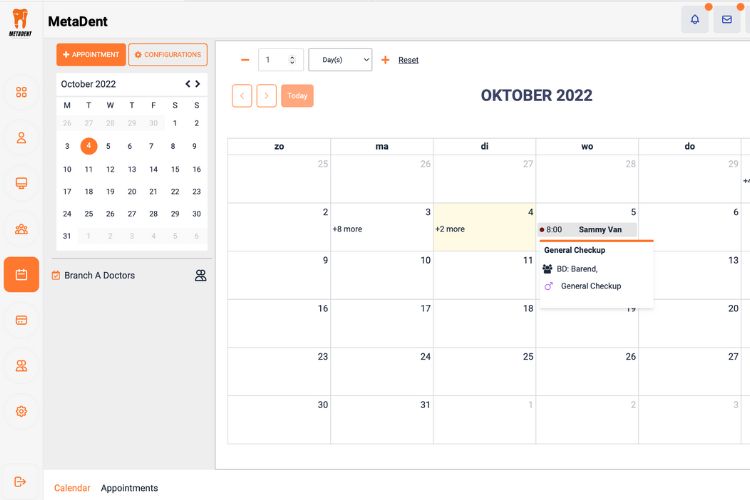 METADENT
MetaDent
APPOINTMENT
CONFIGURATIONS
October 2022
M T W T F S S
26 27 28 29 30 1 2
3 4 5 6 7 8 9
10 11 12 13 14 15 16
17 18 19 20 21 22 23
24 25 26 27 28 29 30
31 1 2 3 4 5 6
Branch A Doctors
1 Day(s) Reset
Today
OKTOBER 2022
zo ma di wo do
25 26 27 28 29
2 3 4 5 6
+8 more +2 more 8:00 Sammy Van
General Checkup
BD: Barend,
General Checkup
9 10 11 13
16 17 18 19 20
23 24 25 26 27
30 31 1 2 3
Calendar Appointments